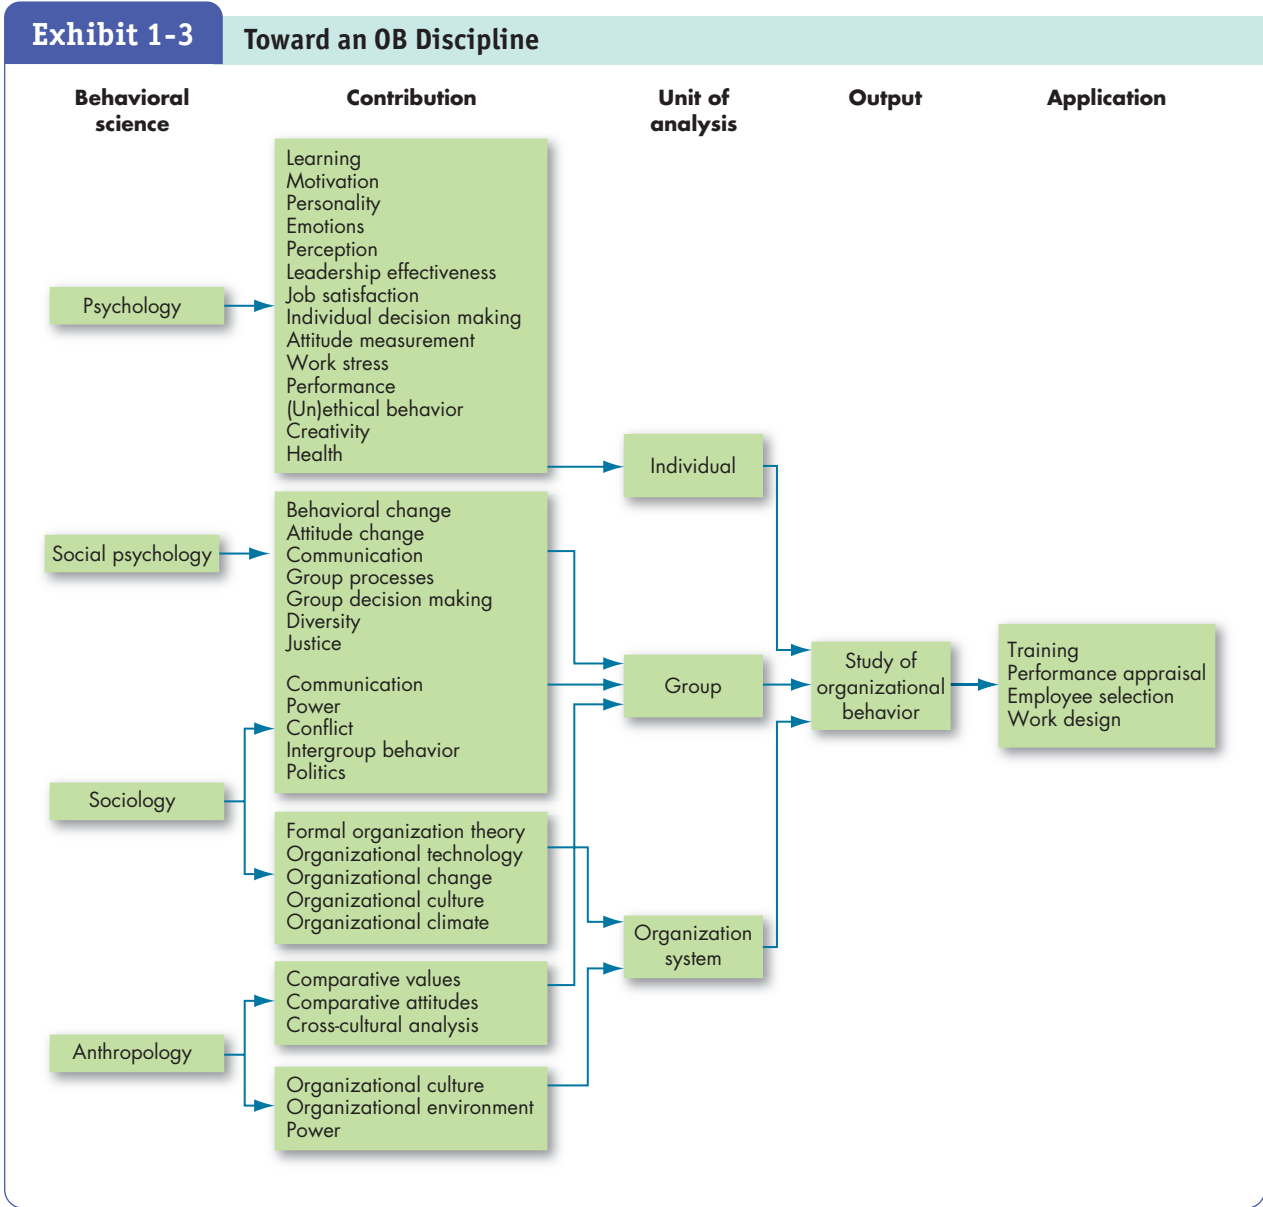 Exhibit 1-3
Toward an OB Discipline
Behavioral
science
Contribution
Unit of
analysis
Output
Application
Psychology
Learning
Motivation
Personality
Emotions
Perception
Leadership effectiveness
Job satisfaction
Individual decision making
Attitude measurement
Work stress
Performance
(Un)ethical behavior
Creativity
Health
Individual
Social psychology
Behavioral change
Attitude change
Communication
Group processes
Group decision making
Diversity
Justice
Communication
Power
Conflict
Intergroup behavior
Politics
Group
Study of
organizational
behavior
Training
Performance appraisal
Employee selection
Work design
Sociology
Formal organization theory
Organizational technology
Organizational change
Organizational culture
Organizational climate
Organization
system
Anthropology
Comparative values
Comparative attitudes
Cross-cultural analysis
Organizational culture
Organizational environment
Power